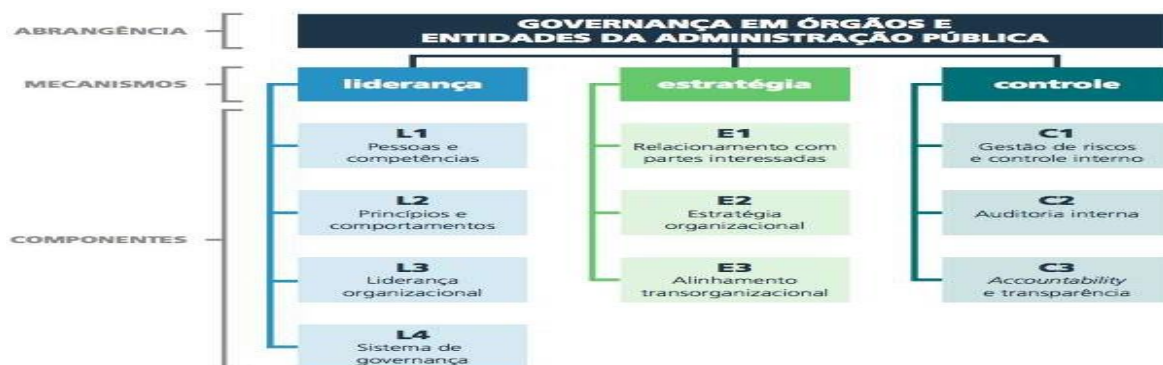 ABRANGÊNCIA
GOVERNANÇA EM ÓRGÃOS E
ENTIDADES DA ADMINISTRAÇÃO PÚBLICA
MECANISMOS
liderança
estratégia
controle
COMPONENTES
L1
Pessoas e
competências
L2
Princípios e
comportamentos
L3
Liderança
organizacional
L4
Sistema de
governança
E1
Relacionamento com
partes interessadas
E2
Estratégia
organizacional
E3
Alinhamento
transorganizacional
C1
Gestão de riscos
e controle interno
C2
Auditoria interna
C3
Accountability
e transparência